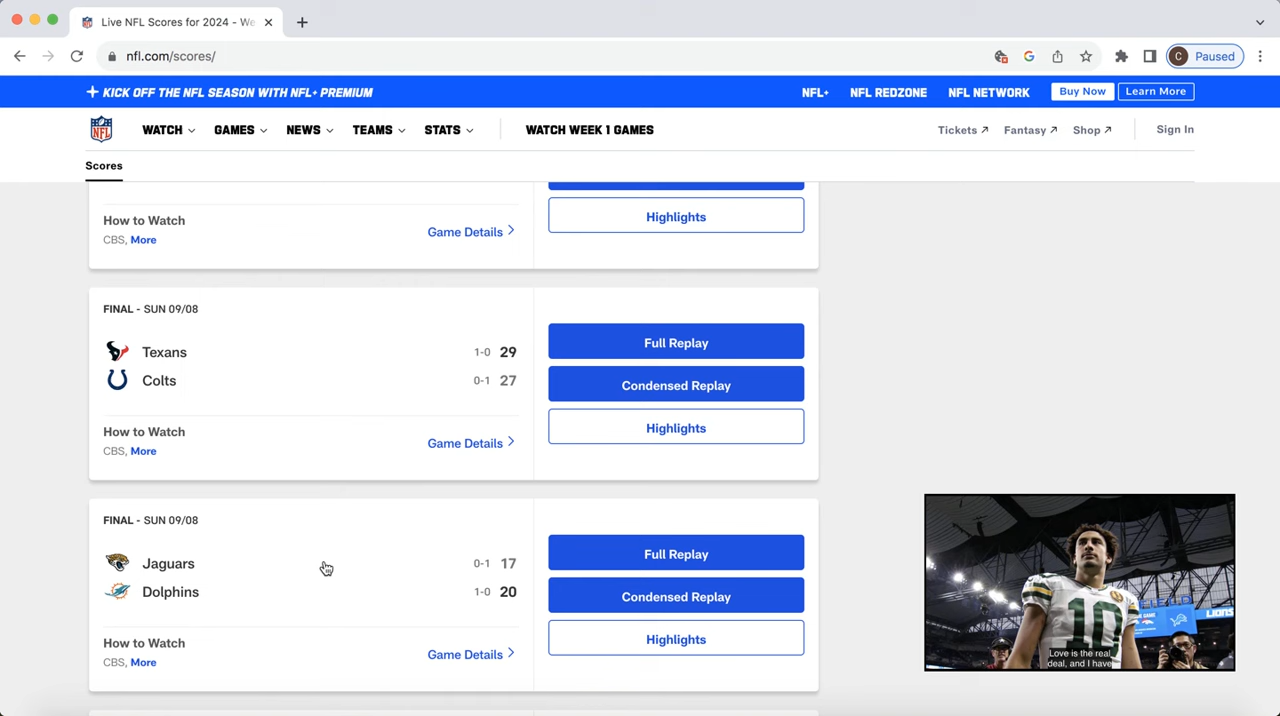 Live NFL Scores for 2024 - We
nfl.com/scores/
C Paused
KICK OFF THE NFL SEASON WITH NFL+ PREMIUM
NFL+ NFL REDZONE NFL NETWORK Buy Now Learn More
NFL WATCH GAMES NEWS TEAMS STATS WATCH WEEK 1 GAMES Tickets Fantasy Shop Sign In
Scores
How to Watch
CBS, More
Game Details
Highlights
FINAL - SUN 09/08
Texans 1-0 29
Colts 0-1 27
How to Watch
CBS, More
Game Details
Full Replay
Condensed Replay
Highlights
FINAL - SUN 09/08
Jaguars 0-1 17
Dolphins 1-0 20
How to Watch
CBS, More
Game Details
Full Replay
Condensed Replay
Highlights
10
LIONS
Love is the real
deal, and I have